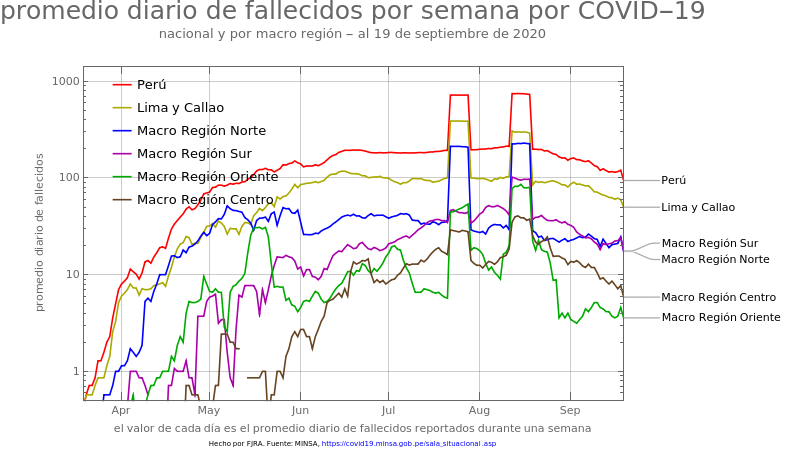 promedio diario de fallecidos por semana por COVID‒19
nacional y por macro región ‒ al 19 de septiembre de 2020
promedio diario de fallecidos
1000
100
10
1
Perú
Lima y Callao
Macro Región Norte
Macro Región Sur
Macro Región Oriente
Macro Región Centro
Perú
Lima y Callao
Macro Región Sur
Macro Región Norte
Macro Región Centro
Macro Región Oriente
Apr May Jun Jul Aug Sep
el valor de cada día es el promedio diario de fallecidos reportados durante una semana
Hecho por FJRA. Fuente: MINSA, https://covid19.minsa.gob.pe/sala_situacional.asp